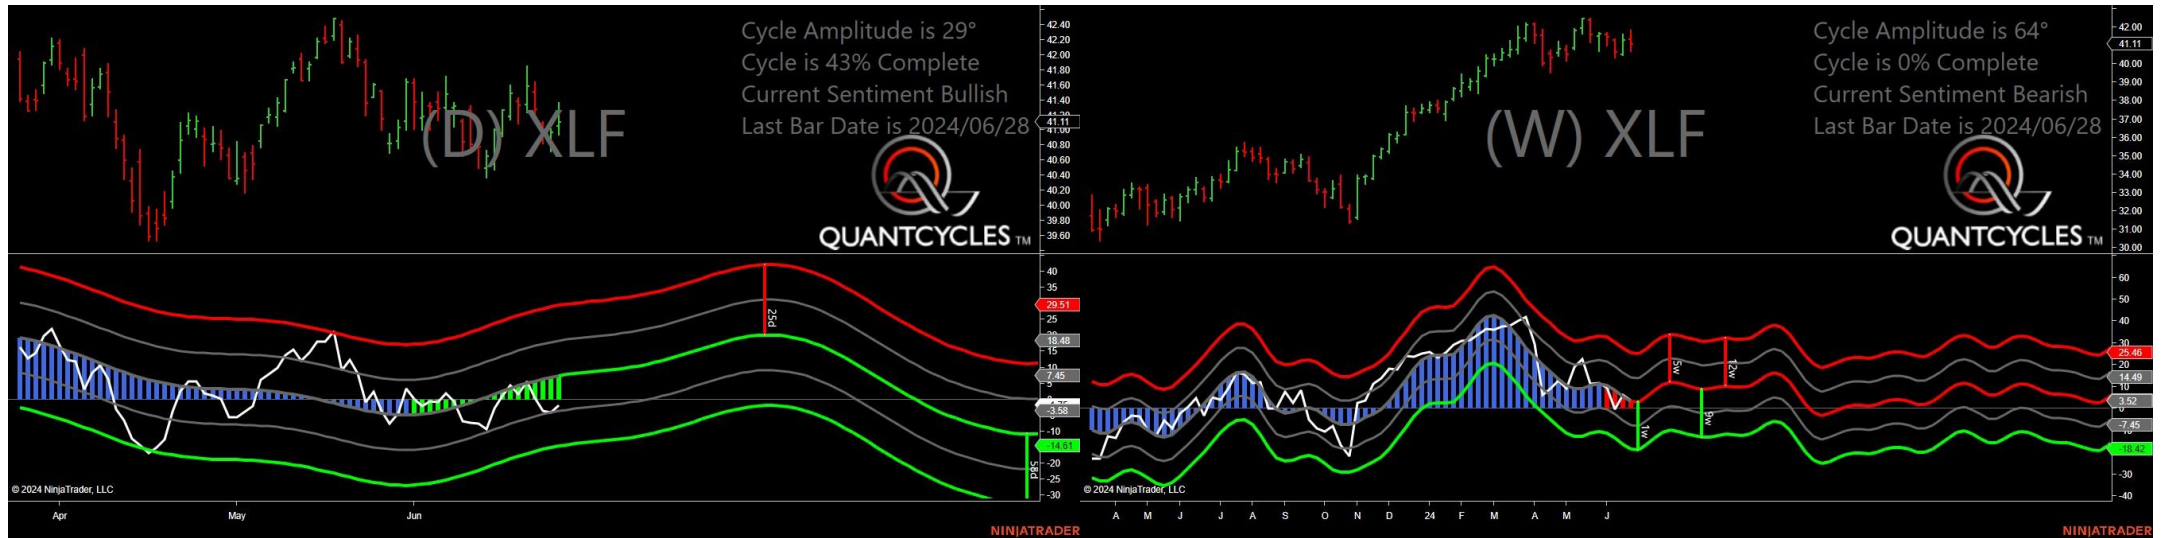 Cycle Amplitude is 29°
Cycle is 43% Complete
Current Sentiment Bullish
Last Bar Date is 2024/06/28
(D) XLF
QUANTCYCLES TM
42.40
42.20
42.00
41.80
41.60
41.40
41.11
41.00
40.80
40.60
40.40
40.20
40.00
39.80
39.60
40
35
29.51
25
18.48
15
10
7.45
-3.58
-10
-14.61
-20
-25
-30
25d
58d
© 2024 NinjaTrader, LLC
Apr
May
Jun
NINJATRADER
Cycle Amplitude is 64°
Cycle is 0% Complete
Current Sentiment Bearish
Last Bar Date is 2024/06/28
(W) XLF
QUANTCYCLES TM
42.00
41.11
40.00
38.00
37.00
36.00
35.00
34.00
33.00
32.00
31.00
30.00
60
50
40
30
25.46
14.49
10
3.52
-7.45
-18.42
-30
-40
5w
12w
1w
9w
© 2024 NinjaTrader, LLC
A M J J A S O N D 24 F M A M J
NINJATRADER